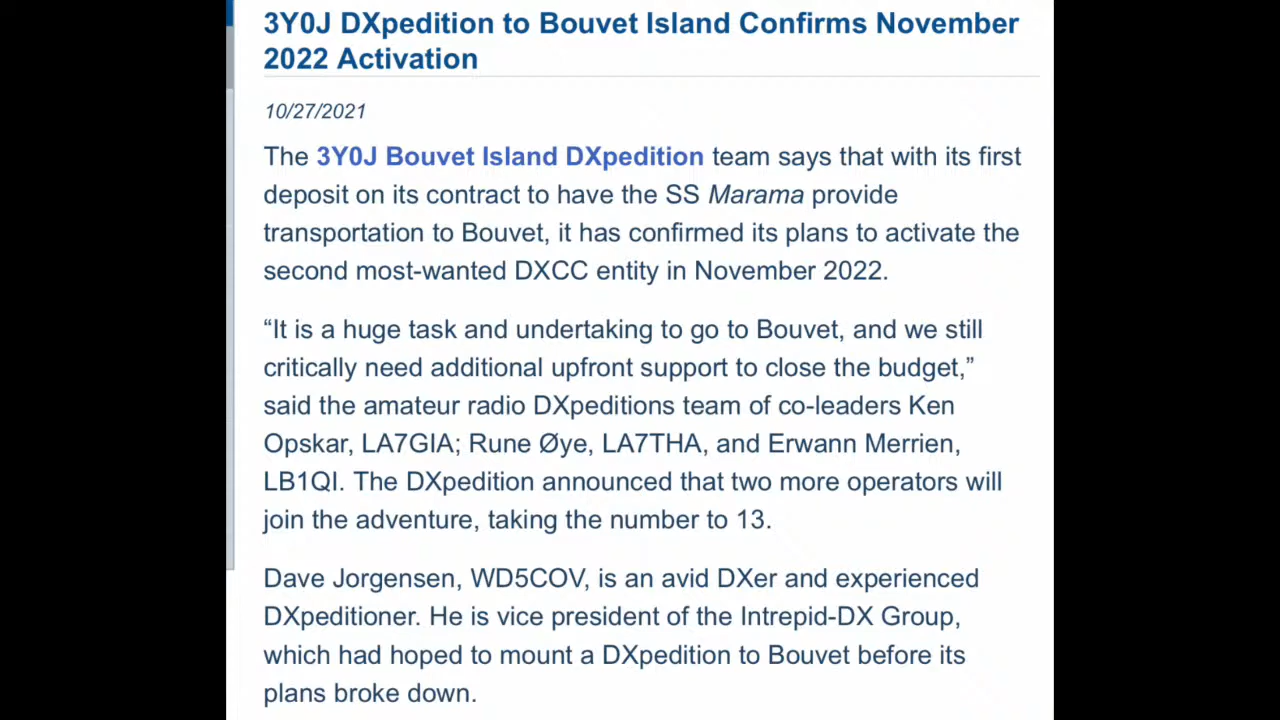 3Y0J DXpedition to Bouvet Island Confirms November
2022 Activation
10/27/2021
The 3Y0J Bouvet Island DXpedition team says that with its first
deposit on its contract to have the SS Marama provide
transportation to Bouvet, it has confirmed its plans to activate the
second most-wanted DXCC entity in November 2022.
“It is a huge task and undertaking to go to Bouvet, and we still
critically need additional upfront support to close the budget,”
said the amateur radio DXpeditions team of co-leaders Ken
Opskar, LA7GIA; Rune Øye, LA7THA, and Erwann Merrien,
LB1QI. The DXpedition announced that two more operators will
join the adventure, taking the number to 13.
Dave Jorgensen, WD5COV, is an avid DXer and experienced
DXpeditioner. He is vice president of the Intrepid-DX Group,
which had hoped to mount a DXpedition to Bouvet before its
plans broke down.